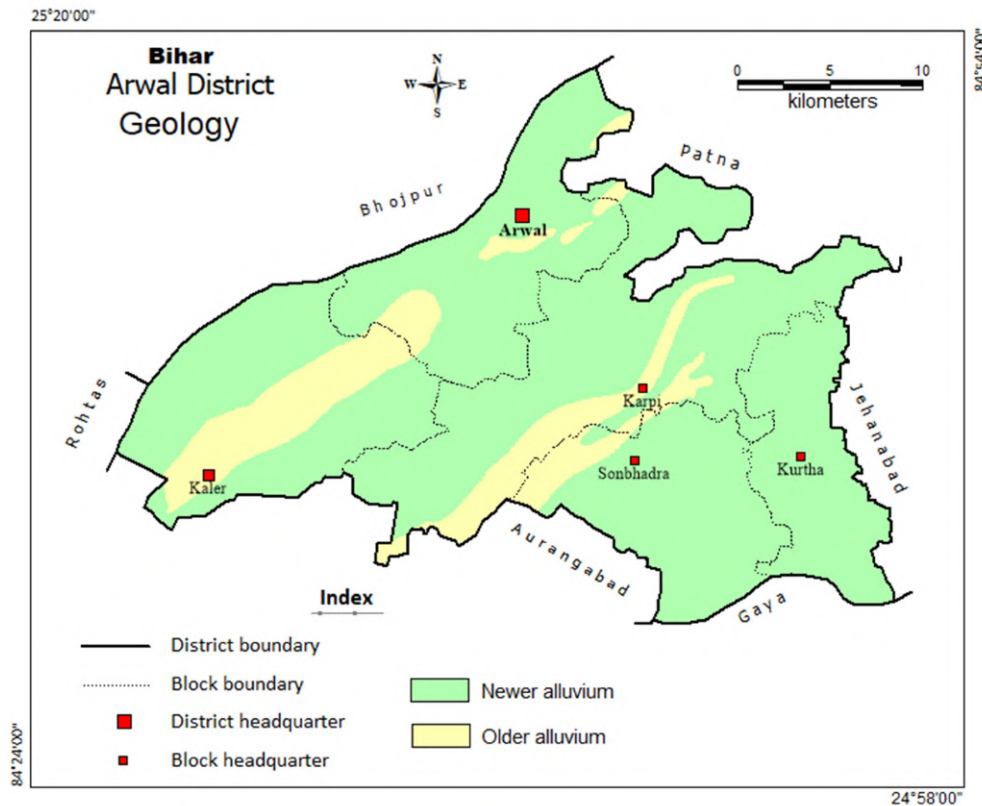 25°20'00"
84°54'00"
Bihar
Arwal District
Geology
N
W E
S
0 5 10
kilometers
Patna
Bhojpur
Arwal
Rohtas
Karpi
Jehanabad
Kaler
Sonbhadra
Kurtha
Aurangabad
Gaya
Index
District boundary
Block boundary
District headquarter
Block headquarter
Newer alluvium
Older alluvium
84°24'00"
24°58'00"